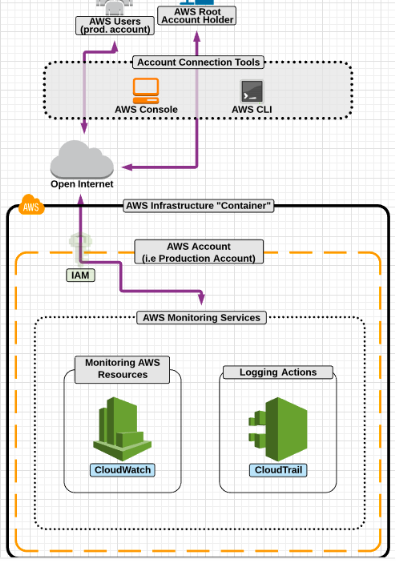 AWS Users
(prod. account)
AWS Root
Account Holder
Account Connection Tools
AWS Console
AWS CLI
Open Internet
AWS Infrastructure "Container"
AWS Account
(i.e Production Account)
IAM
AWS Monitoring Services
Monitoring AWS
Resources
Logging Actions
CloudWatch
CloudTrail
AWS